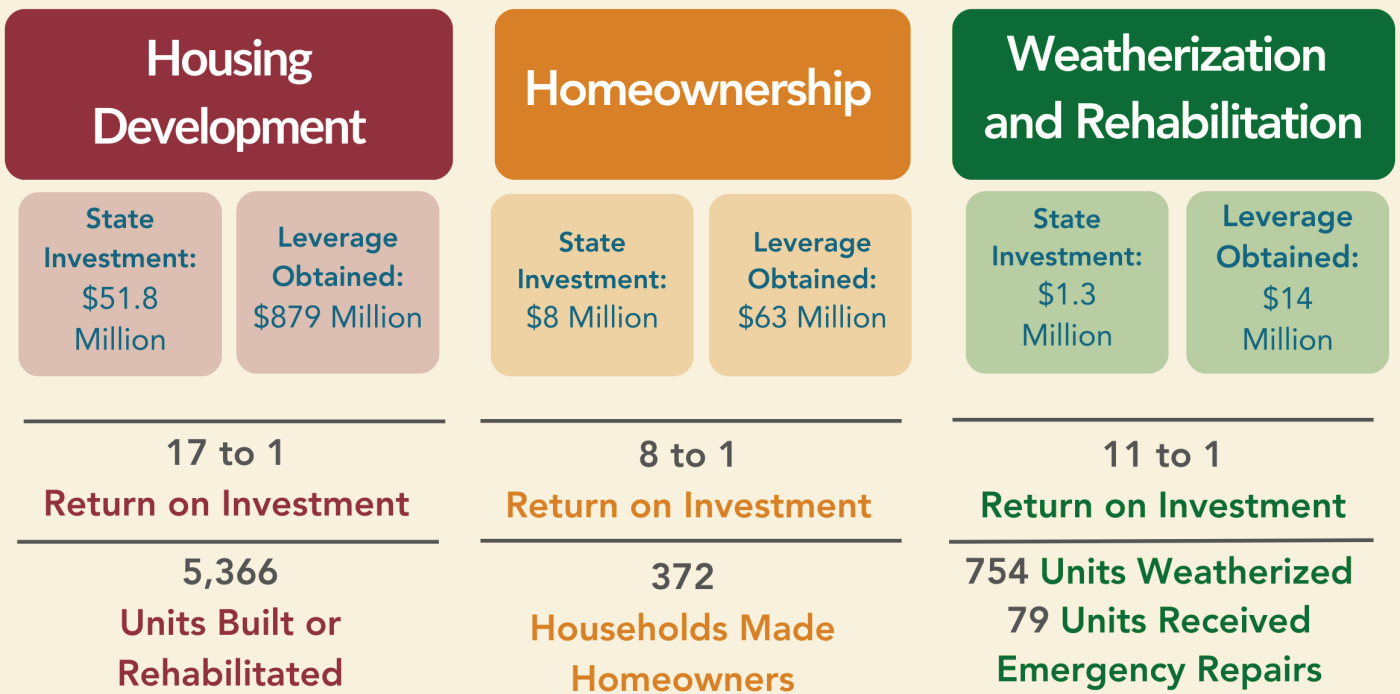 Housing
Development
State
Investment:
$51.8
Million
Leverage
Obtained:
$879 Million
17 to 1
Return on Investment
5,366
Units Built or
Rehabilitated
Homeownership
State
Investment:
$8 Million
Leverage
Obtained:
$63 Million
8 to 1
Return on Investment
372
Households Made
Homeowners
Weatherization
and Rehabilitation
State
Investment:
$1.3
Million
Leverage
Obtained:
$14
Million
11 to 1
Return on Investment
754 Units Weatherized
79 Units Received
Emergency Repairs